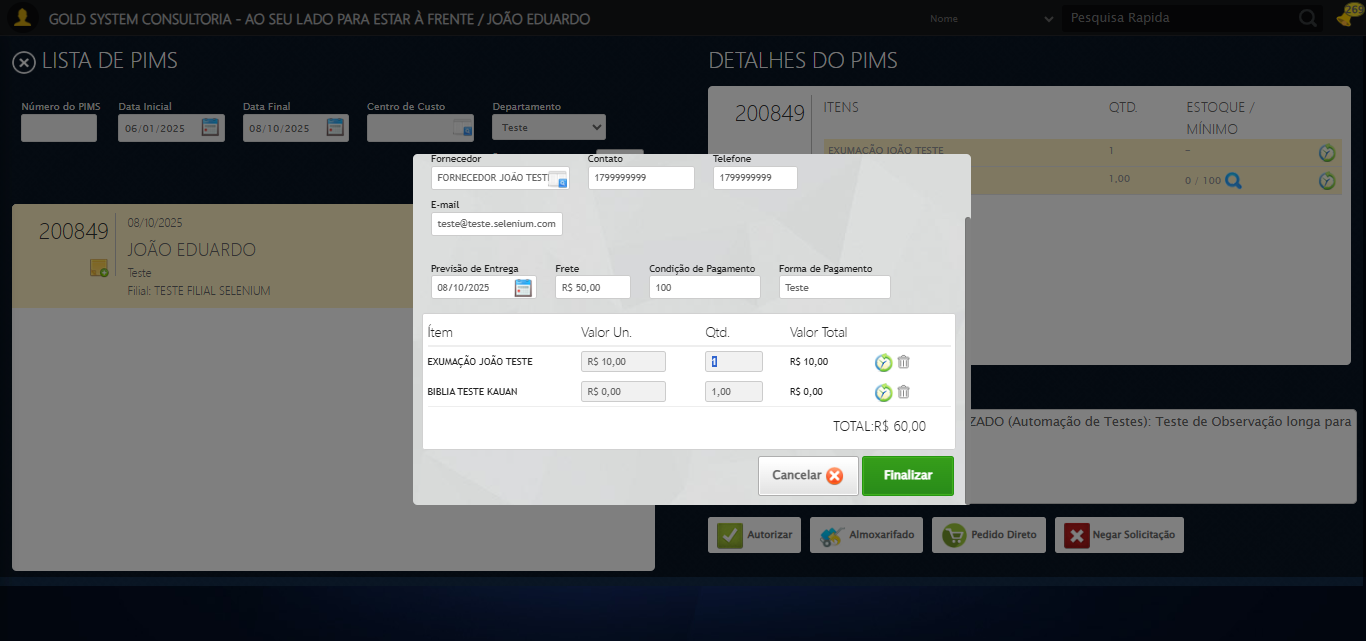 GOLD SYSTEM CONSULTORIA - AO SEU LADO PARA ESTAR À FRENTE / JOÃO EDUARDO
Nome
Pesquisa Rapida
269
LISTA DE PIMS
Número do PIMS
Data Inicial
Data Final
Centro de Custo
Departamento
06/01/2025
08/10/2025
Teste
200849
08/10/2025
JOÃO EDUARDO
Teste
Filial: TESTE FILIAL SELENIUM
DETALHES DO PIMS
200849
ITENS
QTD.
ESTOQUE /
MÍNIMO
EXUMAÇÃO JOÃO TESTE
1
-
1,00
0 / 100
ZADO (Automação de Testes): Teste de Observação longa para
Autorizar
Almoxarifado
Pedido Direto
Negar Solicitação
Fornecedor
Contato
Telefone
FORNECEDOR JOÃO TEST
1799999999
1799999999
E-mail
teste@teste.selenium.com
Previsão de Entrega
Frete
Condição de Pagamento
Forma de Pagamento
08/10/2025
R$ 50,00
100
Teste
Ítem
Valor Un.
Qtd.
Valor Total
EXUMAÇÃO JOÃO TESTE
R$ 10,00
1
R$ 10,00
BIBLIA TESTE KAUAN
R$ 0,00
1,00
R$ 0,00
TOTAL:R$ 60,00
Cancelar
Finalizar